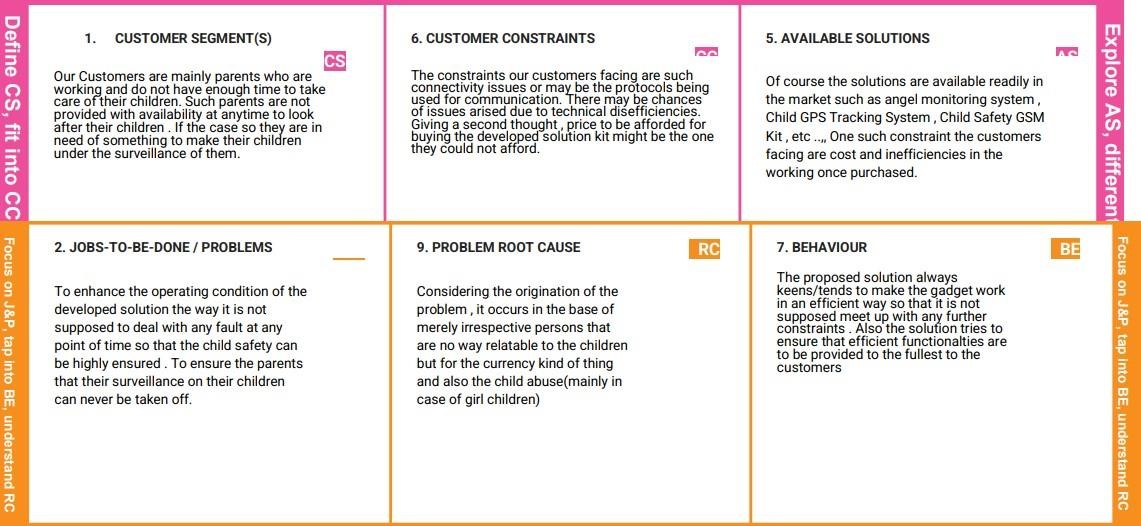 Define CS, fit into CC
1. CUSTOMER SEGMENT(S)
CS
Our Customers are mainly parents who are
working and do not have enough time to take
care of their children. Such parents are not
provided with availability at anytime to look
after their children . If the case so they are in
need of something to make their children
under the surveillance of them.
6. CUSTOMER CONSTRAINTS
CC
The constraints our customers facing are such
connectivity issues or may be the protocols being
used for communication. There may be chances
of issues arised due to technical disefficiencies.
Giving a second thought , price to be afforded for
buying the developed solution kit might be the one
they could not afford.
5. AVAILABLE SOLUTIONS
AS
Of course the solutions are available readily in
the market such as angel monitoring system ,
Child GPS Tracking System , Child Safety GSM
Kit , etc ..,, One such constraint the customers
facing are cost and inefficiencies in the
working once purchased.
Explore AS, different
Focus on J&P, tap into BE, understand RC
2. JOBS-TO-BE-DONE / PROBLEMS
To enhance the operating condition of the
developed solution the way it is not
supposed to deal with any fault at any
point of time so that the child safety can
be highly ensured . To ensure the parents
that their surveillance on their children
can never be taken off.
9. PROBLEM ROOT CAUSE
RC
Considering the origination of the
problem , it occurs in the base of
merely irrespective persons that
are no way relatable to the children
but for the currency kind of thing
and also the child abuse(mainly in
case of girl children)
7. BEHAVIOUR
BE
The proposed solution always
keens/tends to make the gadget work
in an efficient way so that it is not
supposed meet up with any further
constraints . Also the solution tries to
ensure that efficient functionalties are
to be provided to the fullest to the
customers
Focus on J&P, tap into BE, understand RC